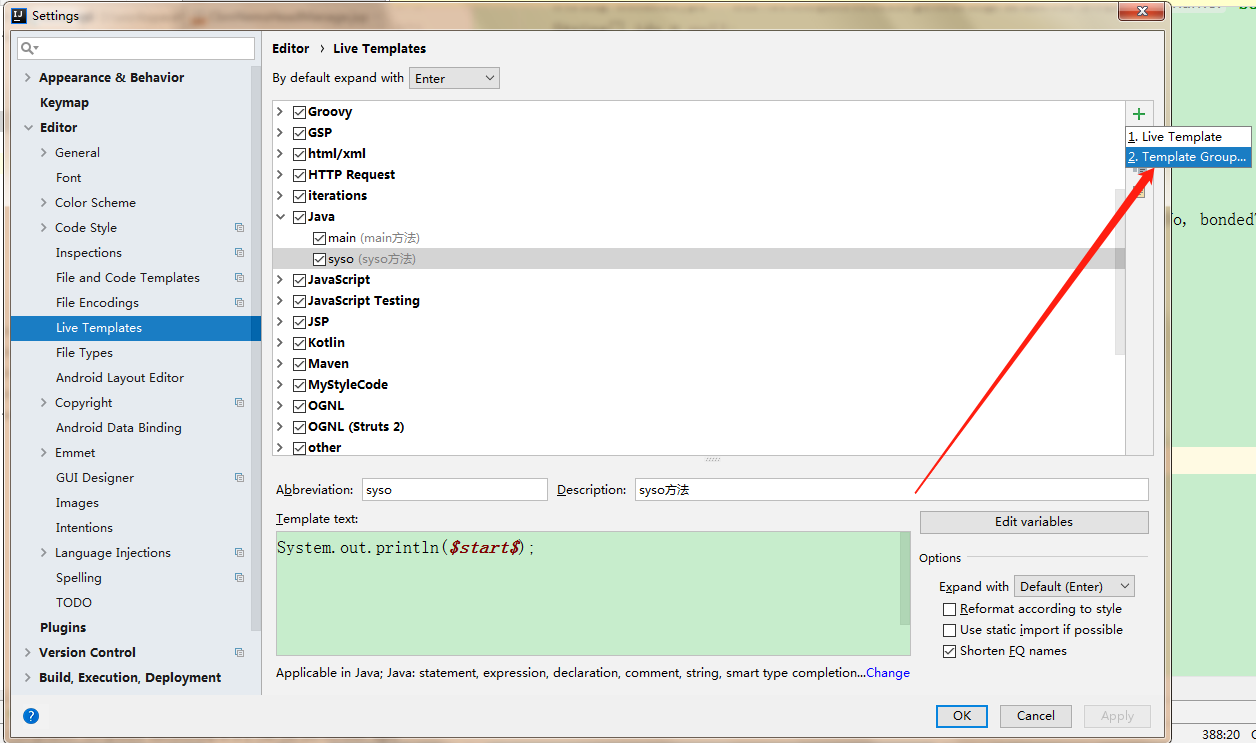 Settings
Editor › Live Templates
By default expand with Enter
Appearance & Behavior
Keymap
Editor
General
Font
Color Scheme
Code Style
Inspections
File and Code Templates
File Encodings
Live Templates
File Types
Android Layout Editor
Copyright
Android Data Binding
Emmet
GUI Designer
Images
Intentions
Language Injections
Spelling
TODO
Plugins
Version Control
Build, Execution, Deployment
Groovy
GSP
html/xml
HTTP Request
iterations
Java
main (main方法)
syso (syso方法)
JavaScript
JavaScript Testing
JSP
Kotlin
Maven
MyStyleCode
OGNL
OGNL (Struts 2)
other
1. Live Template
2. Template Group...
o, bonded
Abbreviation: syso Description: syso方法
Template text:
System.out.println($start$);
Edit variables
Options
Expand with Default (Enter)
Reformat according to style
Use static import if possible
Shorten FQ names
Applicable in Java; Java: statement, expression, declaration, comment, string, smart type completion...Change
OK Cancel Apply
388:20